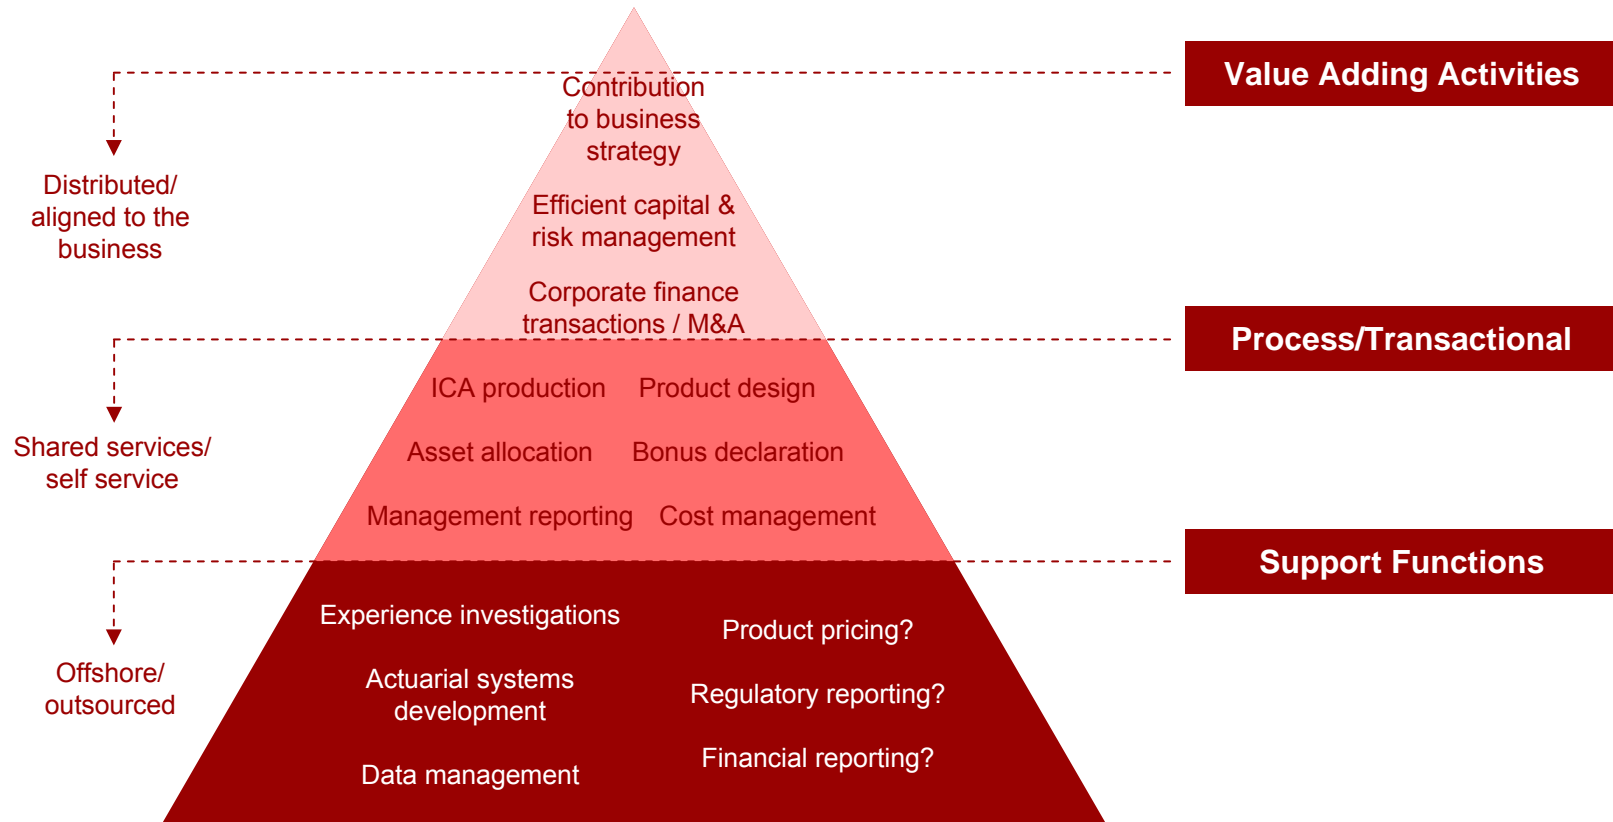 Value Adding Activities
Contribution
to business
strategy
Distributed/
aligned to the
business
Efficient capital &
risk management
Corporate finance
transactions / M&A
Process/Transactional
ICA production
Product design
Shared services/
self service
Asset allocation
Bonus declaration
Management reporting
Cost management
Support Functions
Experience investigations
Product pricing?
Offshore/
outsourced
Actuarial systems
development
Regulatory reporting?
Data management
Financial reporting?